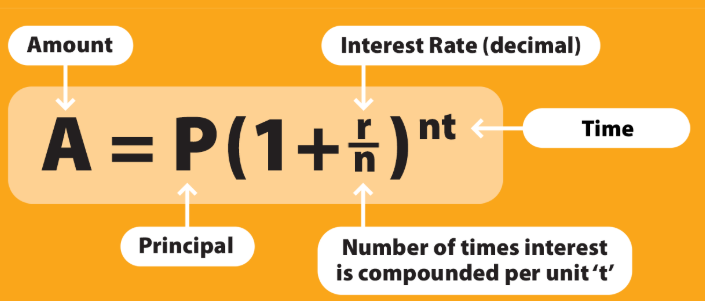 Amount
Interest Rate (decimal)
A = P(1+r/n)^nt
Time
Principal
Number of times interest
is compounded per unit ‘t’